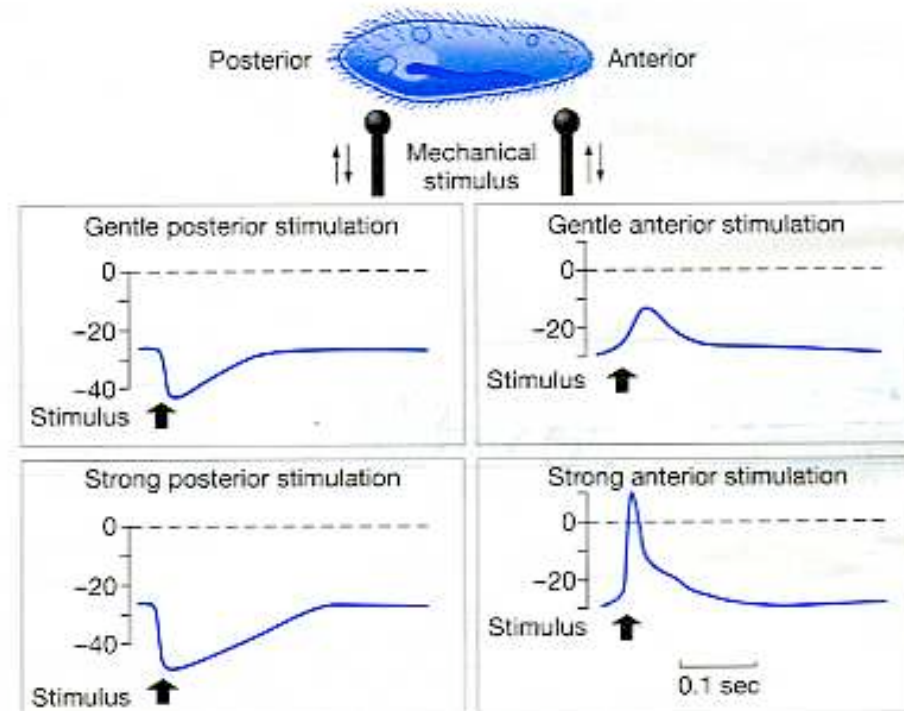 Posterior
Anterior
Mechanical
stimulus
Gentle posterior stimulation
0
−20
−40
Stimulus
Gentle anterior stimulation
0
−20
Stimulus
Strong posterior stimulation
0
−20
−40
Stimulus
Strong anterior stimulation
0
−20
Stimulus
0.1 sec